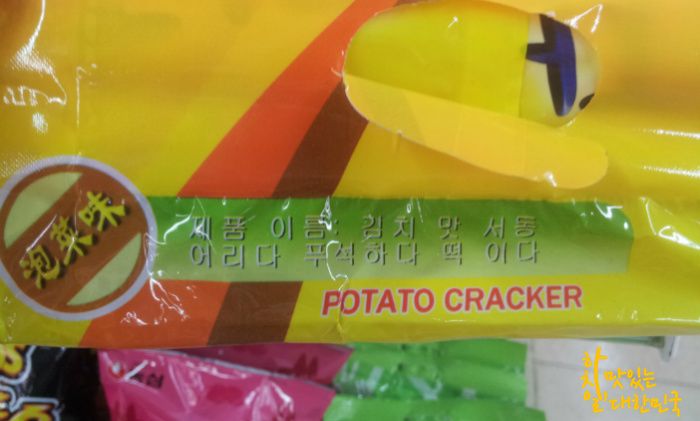 泡菜味
제품 이름: 김치 맛 서동
어리다 푸석하다 떡 이다
POTATO CRACKER
맛있는
대한민국